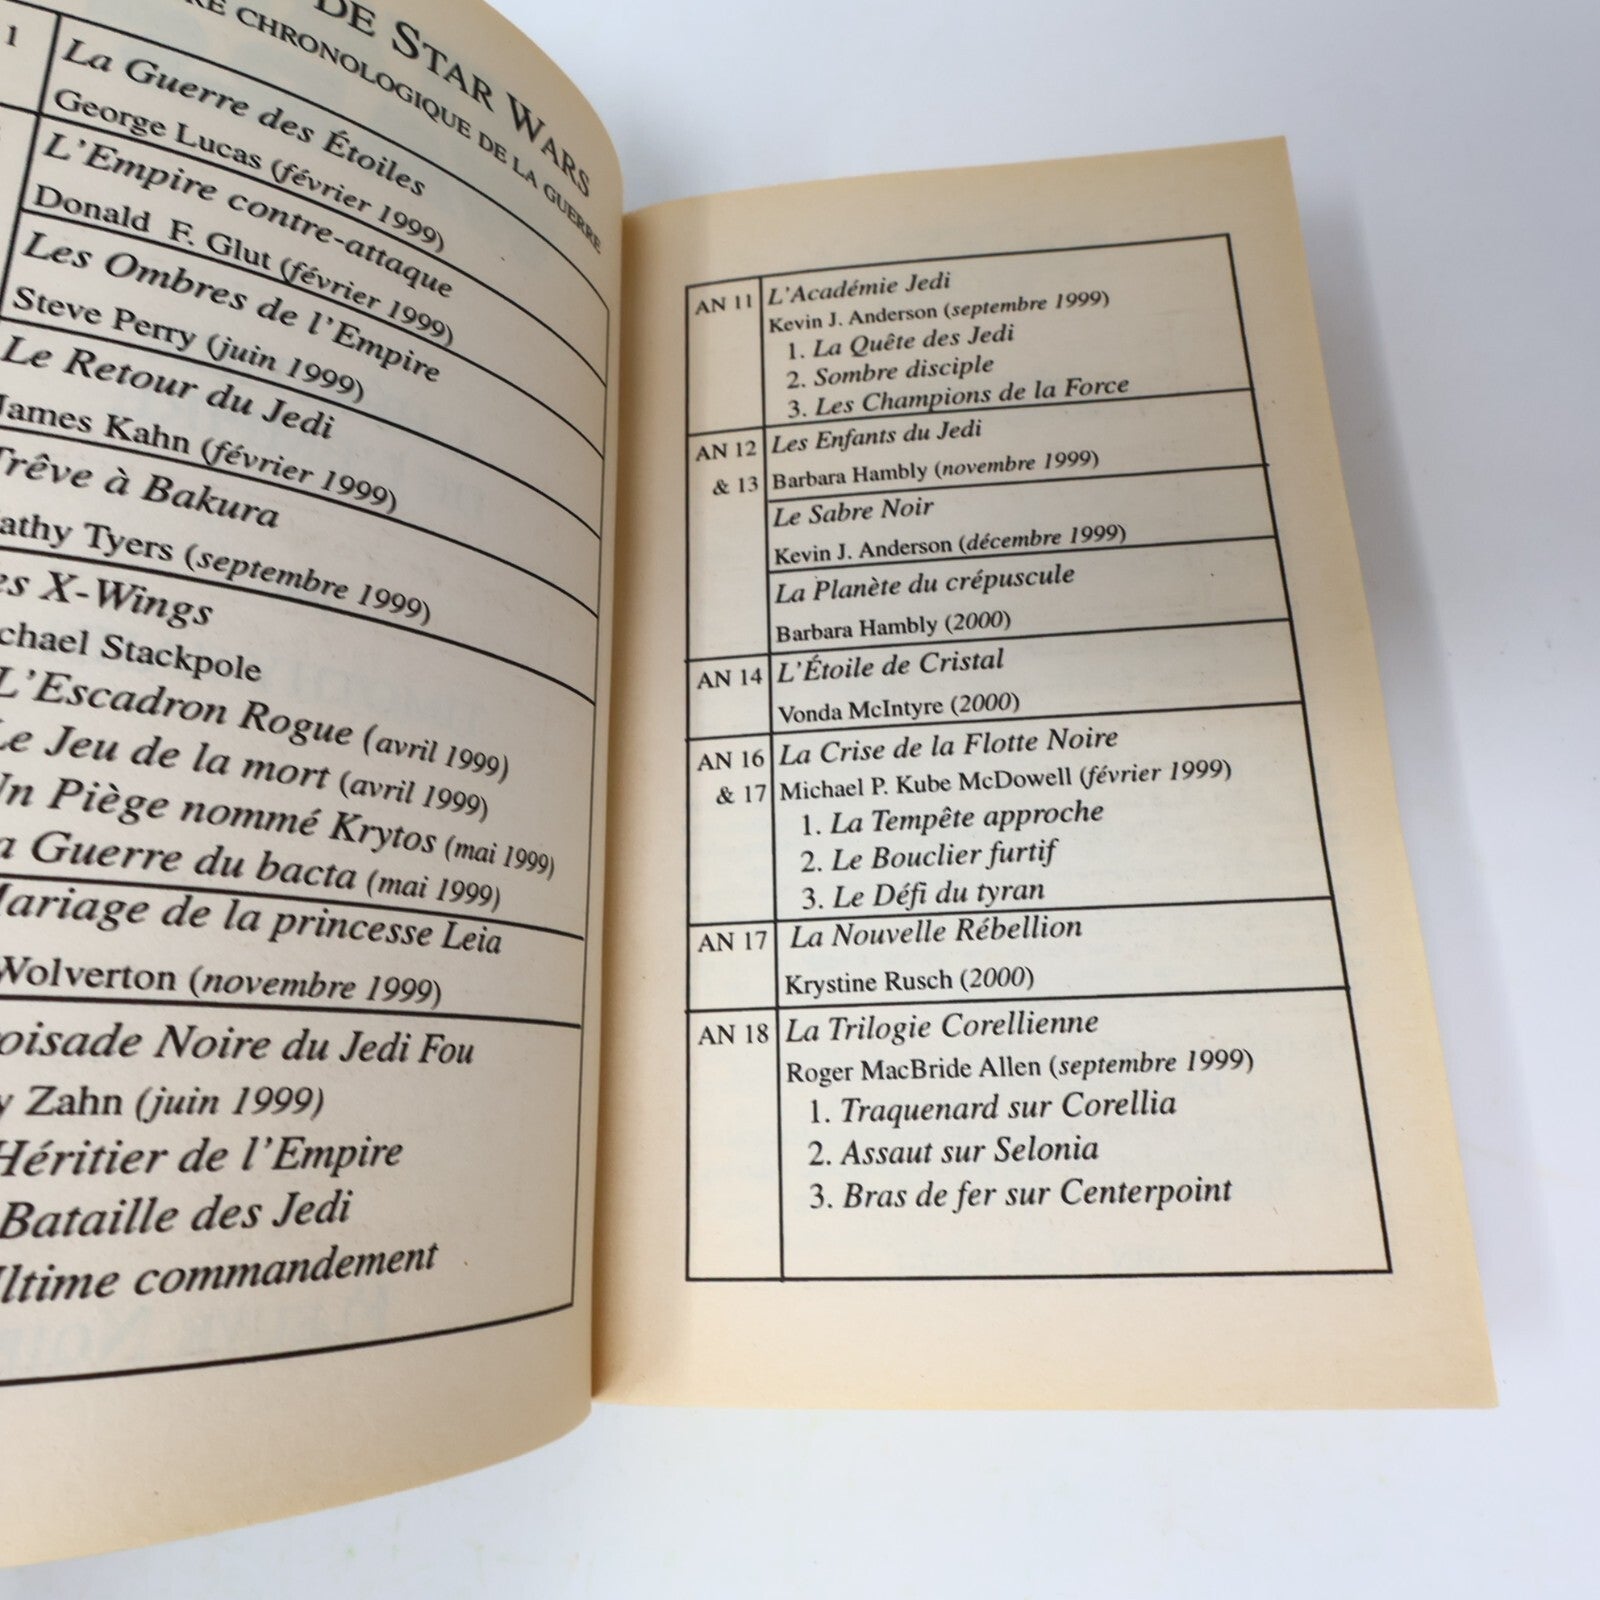 DE STAR WARS
CHRONOLOGIQUE DE LA GUERRE
1
La Guerre des Étoiles
George Lucas (février 1999)
L'Empire contre-attaque
Donald F. Glut (février 1999)
Les Ombres de l'Empire
Steve Perry (juin 1999)
Le Retour du Jedi
James Kahn (février 1999)
Trêve à Bakura
athy Tyers (septembre 1999)
es X-Wings
chael Stackpole
L'Escadron Rogue (avril 1999)
Le Jeu de la mort (avril 1999)
Un Piège nommé Krytos (mai 1999)
a Guerre du bacta (mai 1999)
Mariage de la princesse Leia
Wolverton (novembre 1999)
oisade Noire du Jedi Fou
y Zahn (juin 1999)
Héritier de l'Empire
Bataille des Jedi
ltime commandement
AN 11 L'Académie Jedi
Kevin J. Anderson (septembre 1999)
1. La Quête des Jedi
2. Sombre disciple
3. Les Champions de la Force
AN 12 Les Enfants du Jedi
& 13 Barbara Hambly (novembre 1999)
Le Sabre Noir
Kevin J. Anderson (décembre 1999)
La Planète du crépuscule
Barbara Hambly (2000)
AN 14 L'Étoile de Cristal
Vonda McIntyre (2000)
AN 16 La Crise de la Flotte Noire
& 17 Michael P. Kube McDowell (février 1999)
1. La Tempête approche
2. Le Bouclier furtif
3. Le Défi du tyran
AN 17 La Nouvelle Rébellion
Krystine Rusch (2000)
AN 18 La Trilogie Corellienne
Roger MacBride Allen (septembre 1999)
1. Traquenard sur Corellia
2. Assaut sur Selonia
3. Bras de fer sur Centerpoint